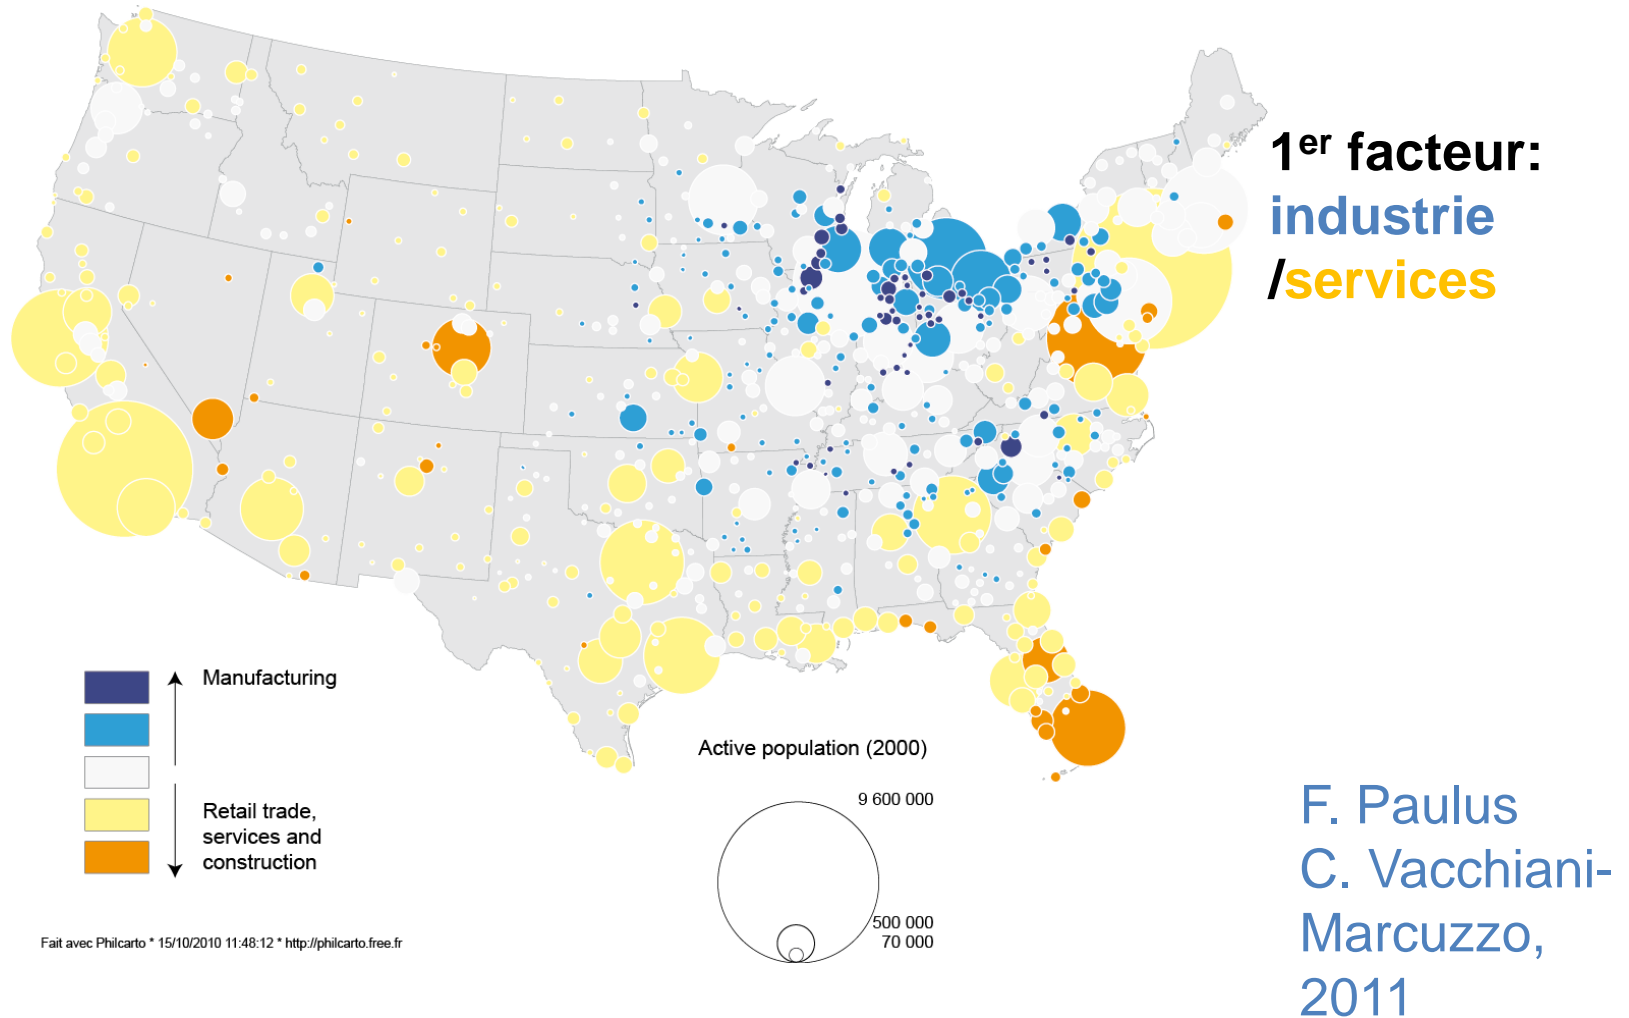 1er facteur:
industrie
/services
Manufacturing
Retail trade,
services and
construction
Active population (2000)
9 600 000
500 000
70 000
Fait avec Philcarto * 15/10/2010 11:48:12 * http://philcarto.free.fr
F. Paulus
C. Vacchiani-
Marcuzzo,
2011